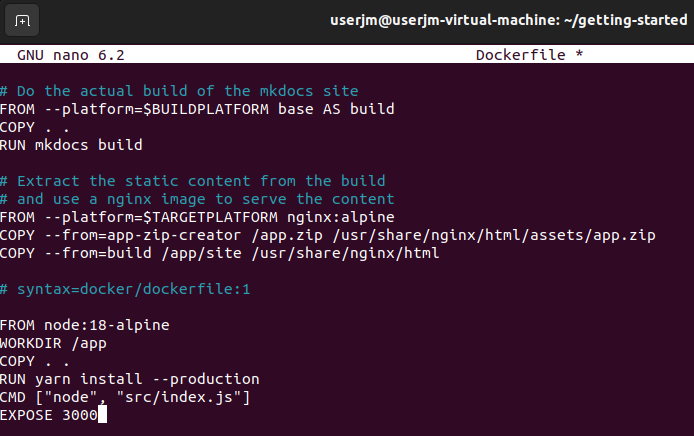 userjm@userjm-virtual-machine: ~/getting-started
GNU nano 6.2 Dockerfile *
# Do the actual build of the mkdocs site
FROM --platform=$BUILDPLATFORM base AS build
COPY . .
RUN mkdocs build
# Extract the static content from the build
# and use a nginx image to serve the content
FROM --platform=$TARGETPLATFORM nginx:alpine
COPY --from=app-zip-creator /app.zip /usr/share/nginx/html/assets/app.zip
COPY --from=build /app/site /usr/share/nginx/html
# syntax=docker/dockerfile:1
FROM node:18-alpine
WORKDIR /app
COPY . .
RUN yarn install --production
CMD ["node", "src/index.js"]
EXPOSE 3000